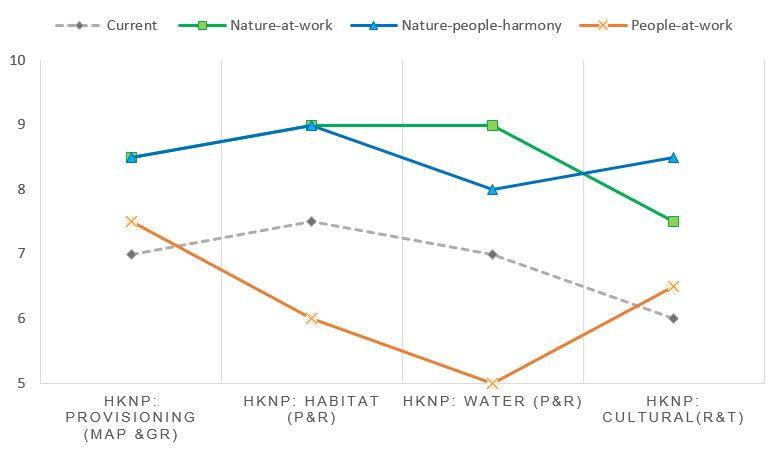 Current Nature-at-work Nature-people-harmony People-at-work
10
9
8
7
6
5
HKNP:
PROVISIONING
(MAP &GR)
HKNP: HABITAT
(P&R)
HKNP: WATER (P&R)
HKNP:
CULTURAL(R&T)